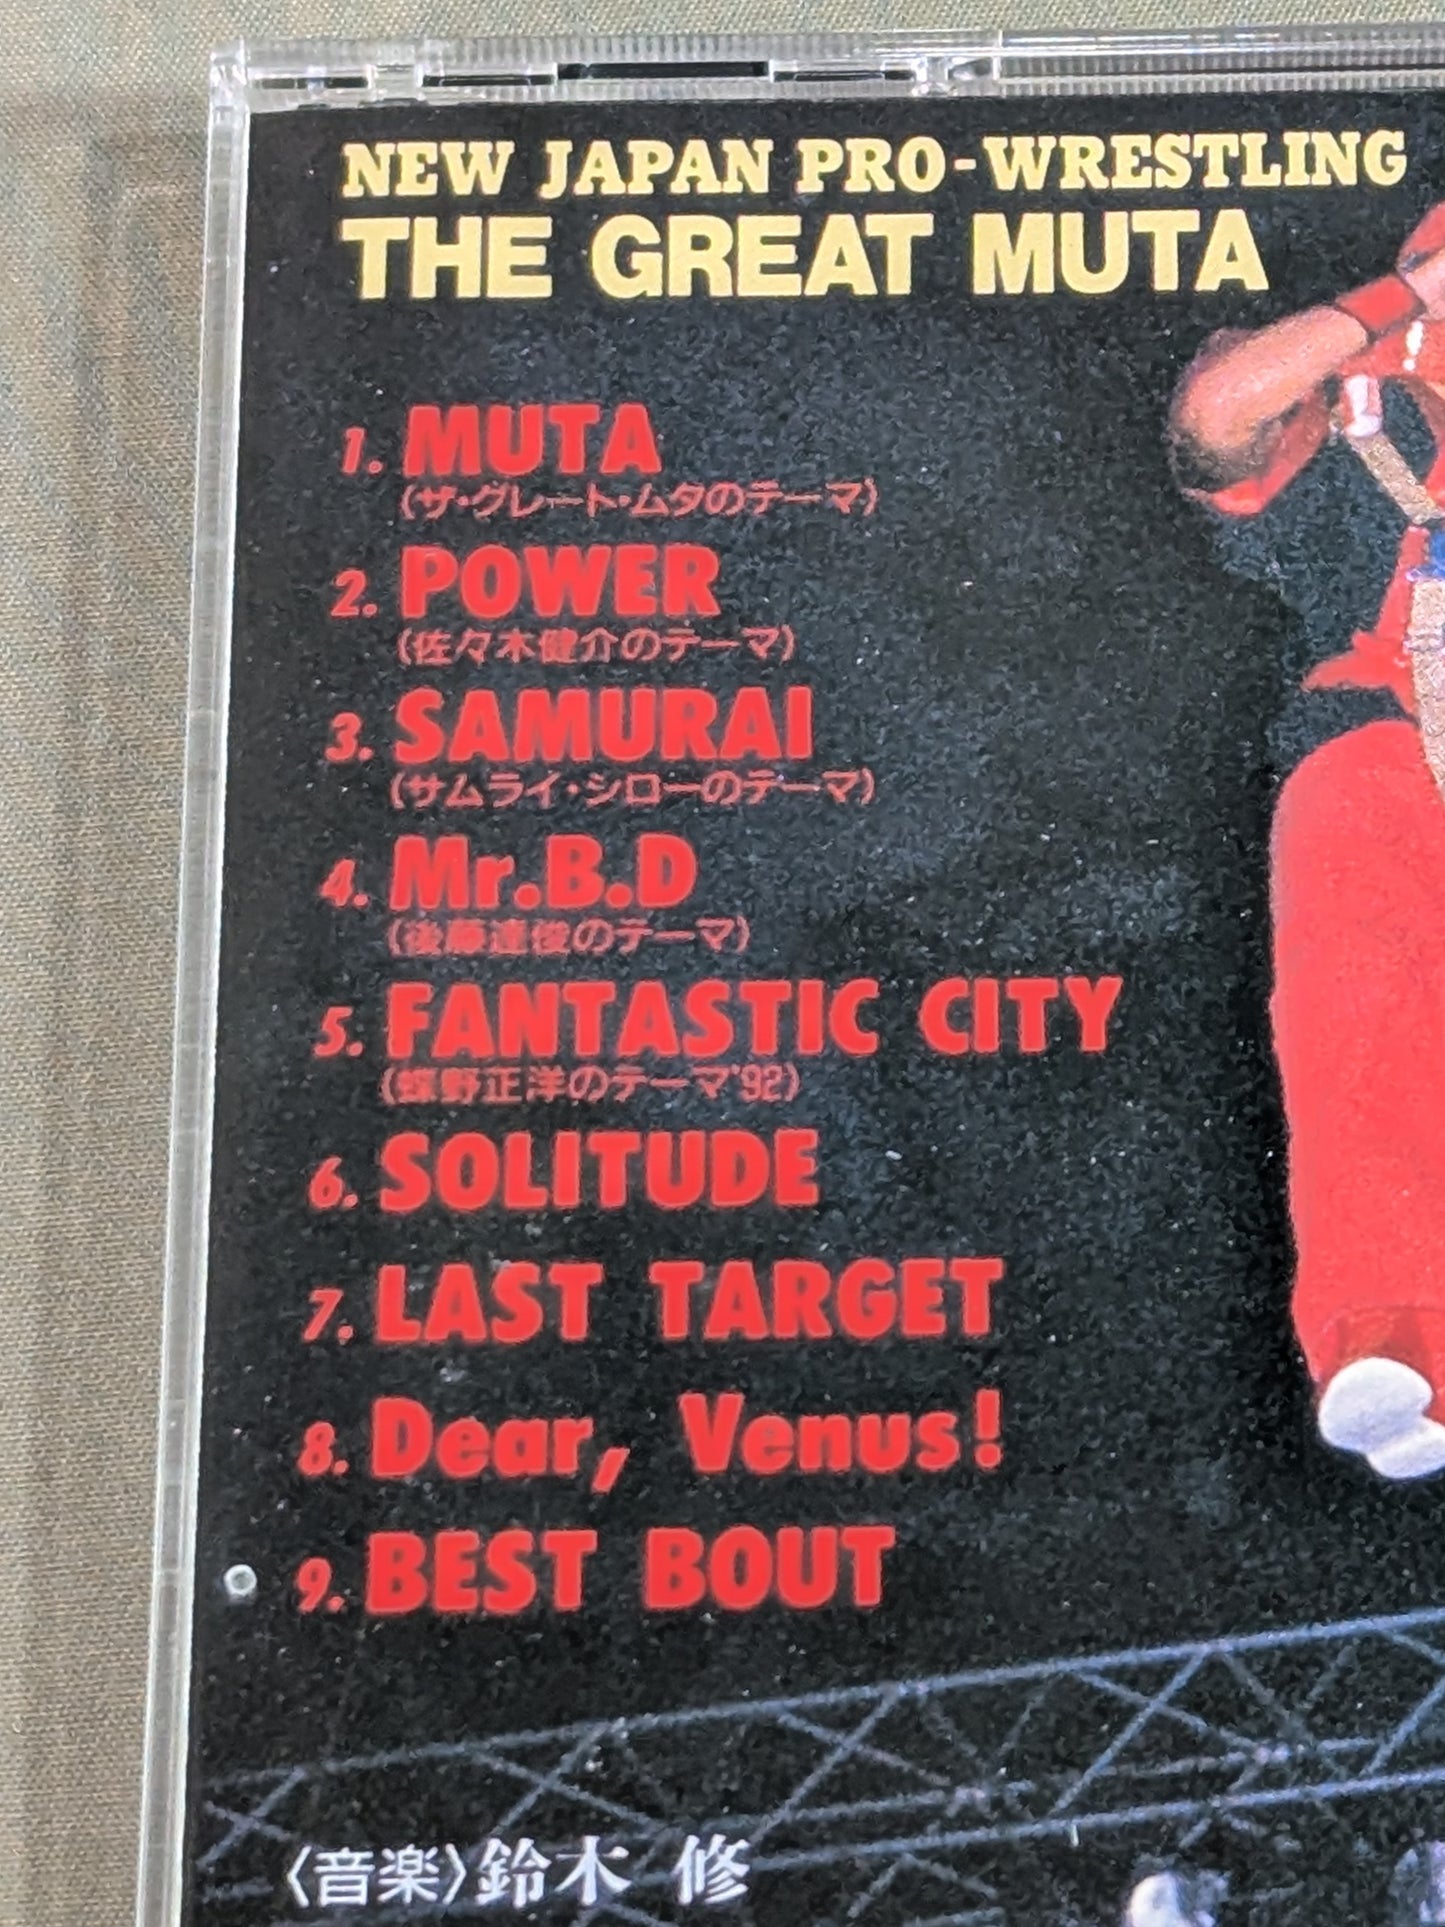 NEW JAPAN PRO-WRESTLING
THE GREAT MUTA
1. MUTA
(ザ・グレート・ムタのテーマ)
2. POWER
(佐々木健介のテーマ)
3. SAMURAI
(サムライ・シローのテーマ)
4. Mr.B.D
(後藤達俊のテーマ)
5. FANTASTIC CITY
(蝶野正洋のテーマ'92)
6. SOLITUDE
7. LAST TARGET
8. Dear, Venus!
9. BEST BOUT
〈音楽〉鈴木 修